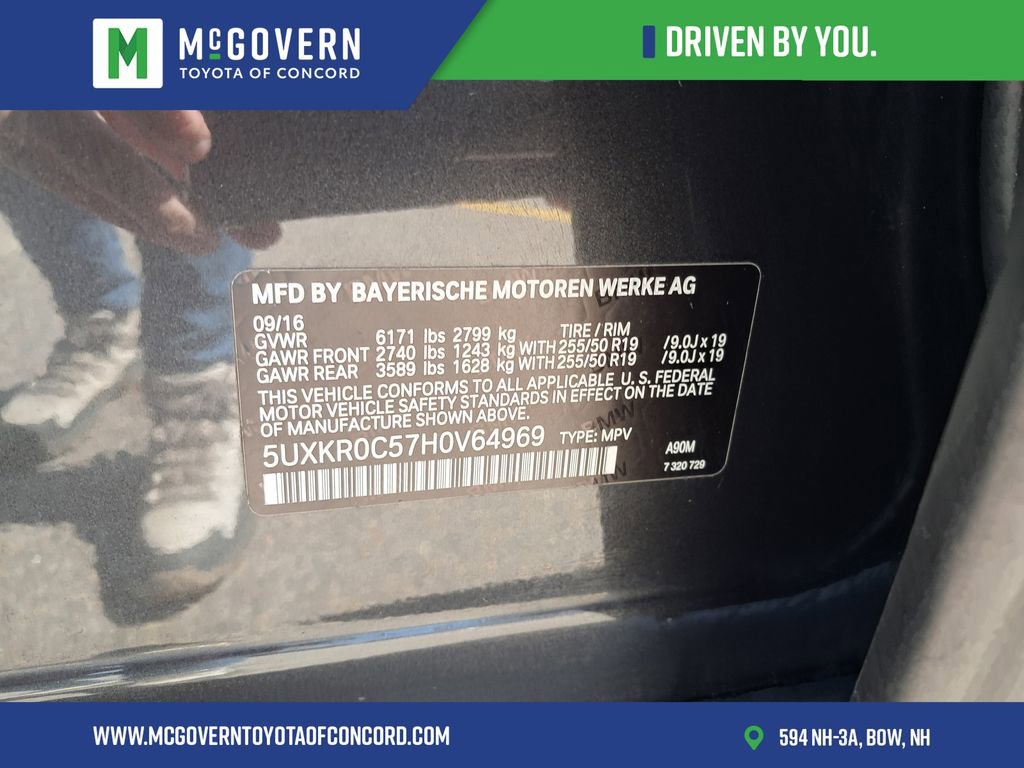 M McGOVERN
TOYOTA OF CONCORD
DRIVEN BY YOU.
MFD BY BAYERISCHE MOTOREN WERKE AG
09/16
GVWR 6171 lbs 2799 kg TIRE / RIM
GAWR FRONT 2740 lbs 1243 kg WITH 255/50 R19 /9.0J x 19
GAWR REAR 3589 lbs 1628 kg WITH 255/50 R19 /9.0J x 19
THIS VEHICLE CONFORMS TO ALL APPLICABLE U. S. FEDERAL
MOTOR VEHICLE SAFETY STANDARDS IN EFFECT ON THE DATE
OF MANUFACTURE SHOWN ABOVE.
5UXKR0C57H0V64969 TYPE: MPV A90M
7 320 729
WWW.MCGOVERNTOYOTAOFCONCORD.COM
594 NH-3A, BOW, NH